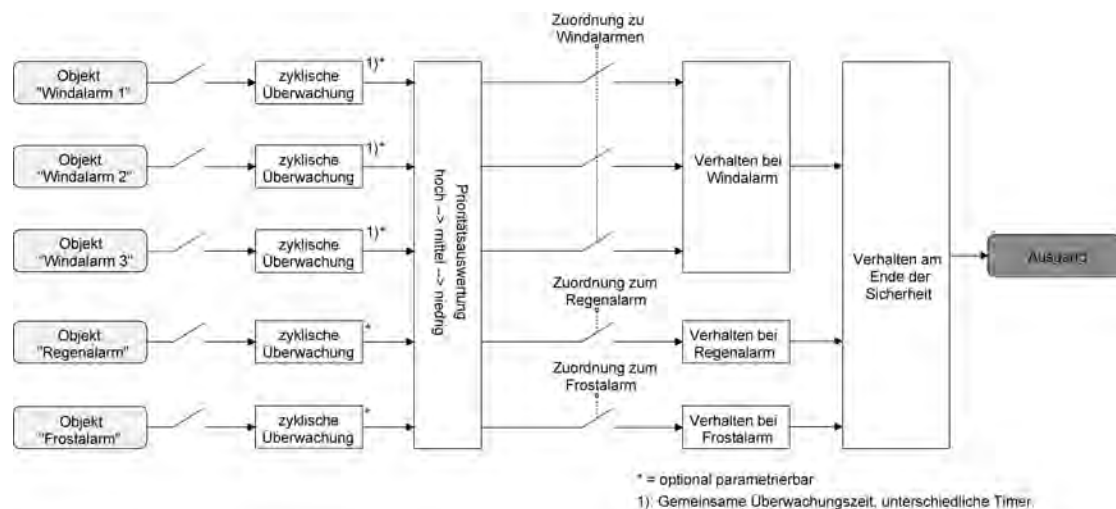 Zuordnung zu
Windalarmen
Objekt
"Windalarm 1"
zyklische
Überwachung
1)*
Objekt
"Windalarm 2"
zyklische
Überwachung
1)*
Verhalten bei
Windalarm
Objekt
"Windalarm 3"
zyklische
Überwachung
1)*
Prioritätsauswertung
hoch --> mittel --> niedrig
Verhalten am
Ende der
Sicherheit
Ausgang
Zuordnung zum
Regenalarm
Objekt
"Regenalarm"
zyklische
Überwachung
*
Verhalten bei
Regenalarm
Zuordnung zum
Frostalarm
Objekt
"Frostalarm"
zyklische
Überwachung
*
Verhalten bei
Frostalarm
* = optional parametrierbar
1): Gemeinsame Überwachungszeit, unterschiedliche Timer.